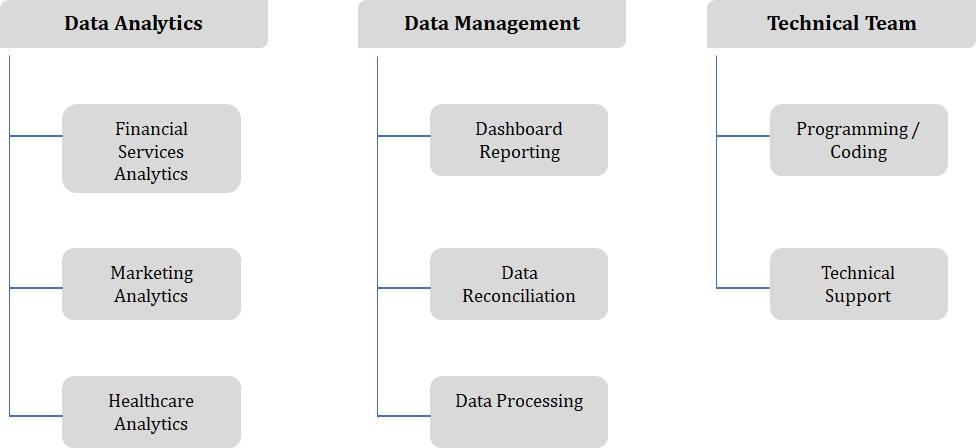 Data Analytics
Financial
Services
Analytics
Marketing
Analytics
Healthcare
Analytics
Data Management
Dashboard
Reporting
Data
Reconciliation
Data Processing
Technical Team
Programming /
Coding
Technical
Support